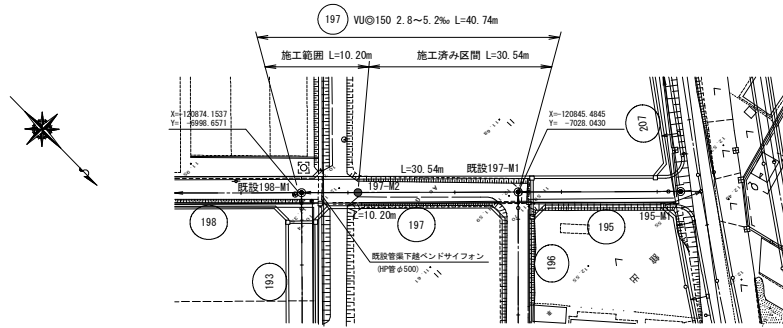 197 VU◎150 2.8～5.2‰ L=40.74m
施工範囲 L=10.20m 施工済み区間 L=30.54m
X=-120874.1537
Y= -6998.6571
X=-120845.4845
Y= -7028.0430
207
L=30.54m 既設197-M1
既設198-M1 197-M2
L=10.20m
198
197
195
195-M1
既設管渠下越ベンドサイフォン
(HP管φ500)
193
196